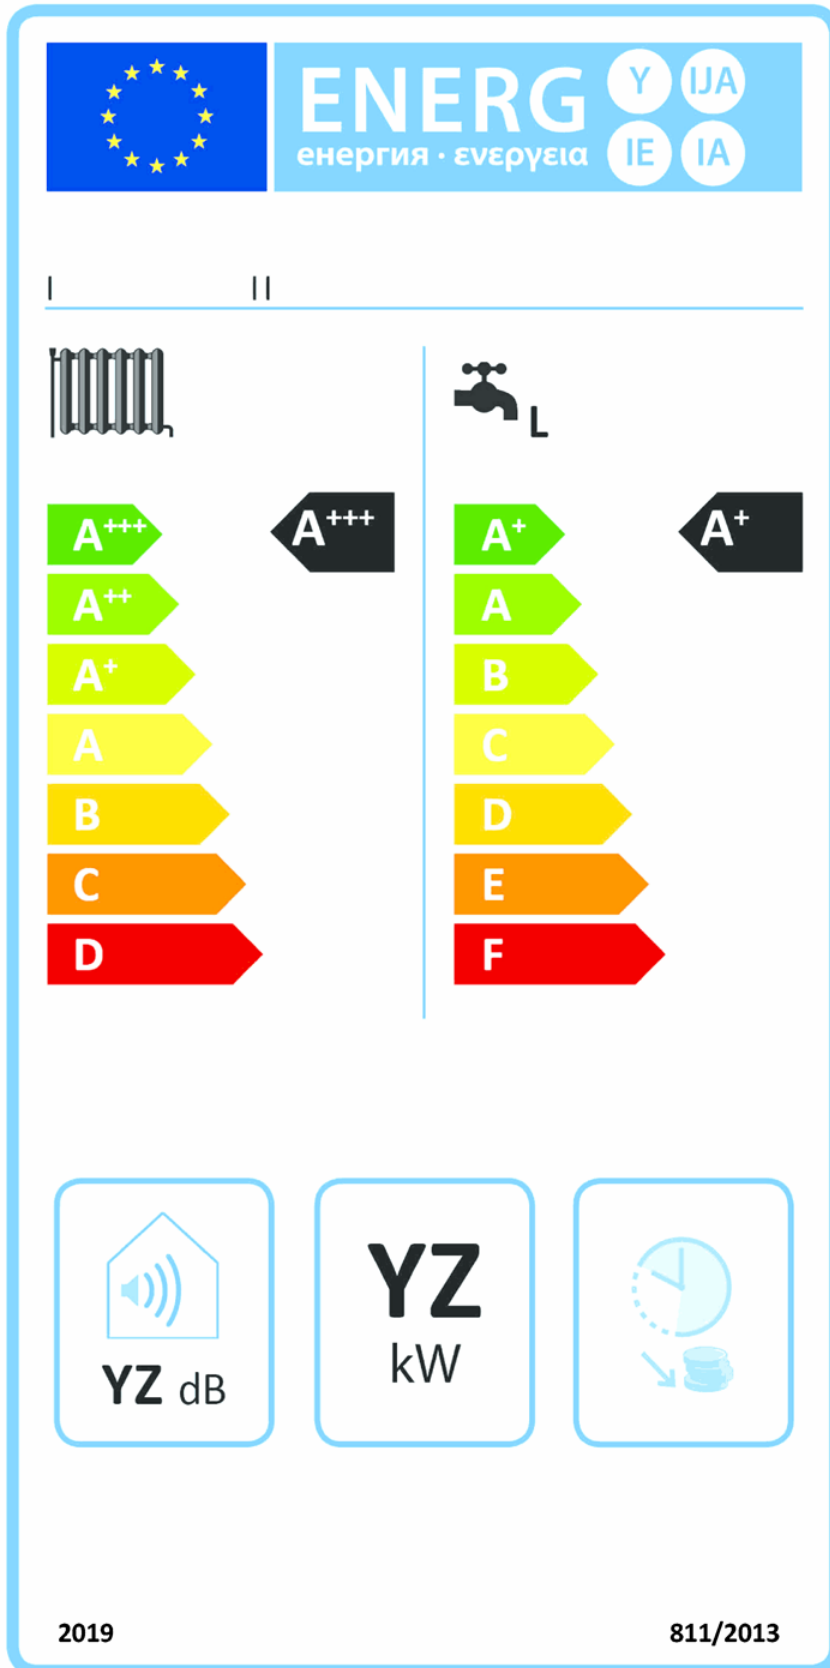 ENERG Y IJA
енергия · ενεργεια IE IA
I II
L
A+++ A+++
A++
A+
A
B
C
D
A+ A+
A
B
C
D
E
F
YZ dB
YZ
kW
2019 811/2013